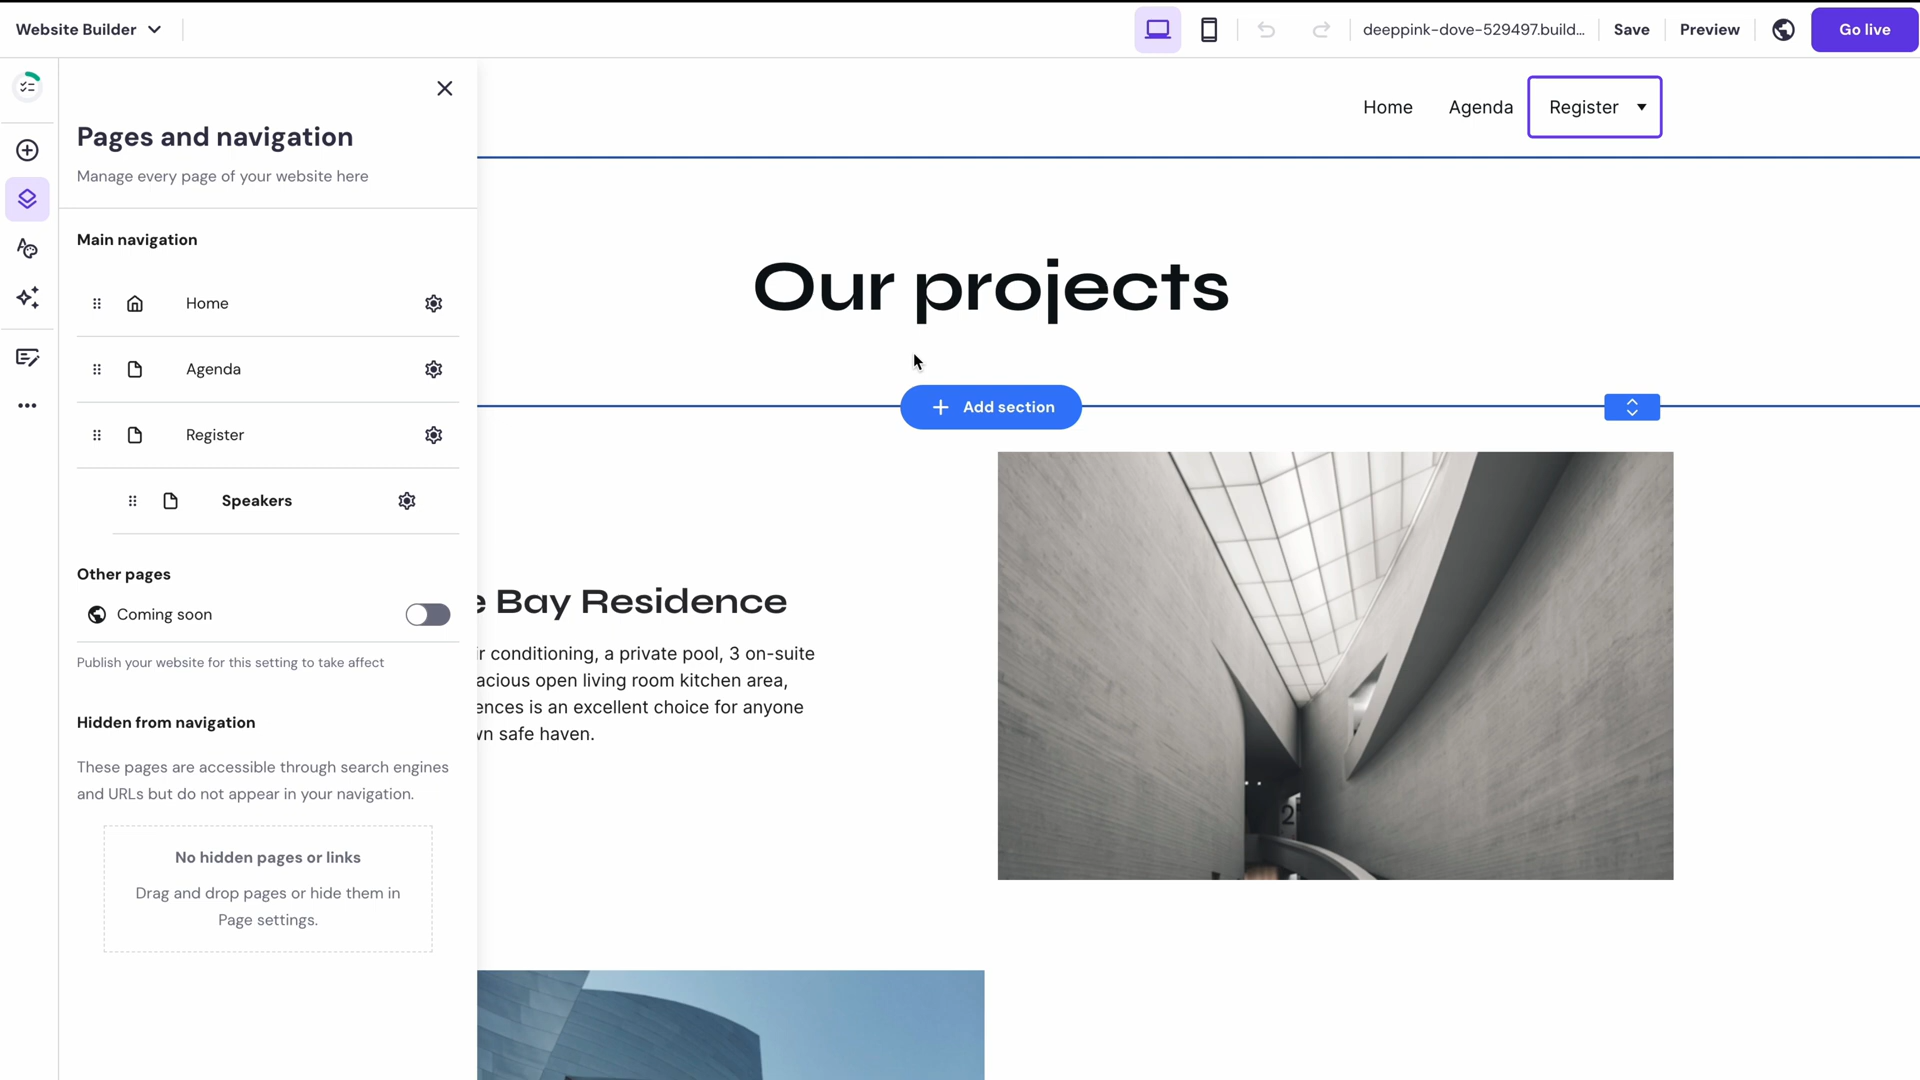 Website Builder
deeppink-dove-529497.build...
Save
Preview
Go live
Pages and navigation
Manage every page of your website here
Main navigation
Home
Agenda
Register
Speakers
Other pages
Coming soon
Publish your website for this setting to take affect
Hidden from navigation
These pages are accessible through search engines
and URLs but do not appear in your navigation.
No hidden pages or links
Drag and drop pages or hide them in
Page settings.
Home
Agenda
Register
Our projects
Add section
Bay Residence
conditioning, a private pool, 3 on-suite
open living room kitchen area,
is an excellent choice for anyone
safe haven.
2